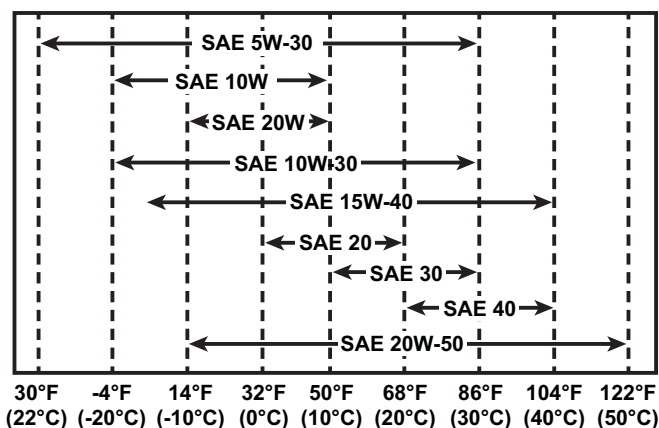 SAE 5W-30
SAE 10W
SAE 20W
SAE 10W-30
SAE 15W-40
SAE 20
SAE 30
SAE 40
SAE 20W-50
30°F -4°F 14°F 32°F 50°F 68°F 86°F 104°F 122°F
(22°C) (-20°C) (-10°C) (0°C) (10°C) (20°C) (30°C) (40°C) (50°C)